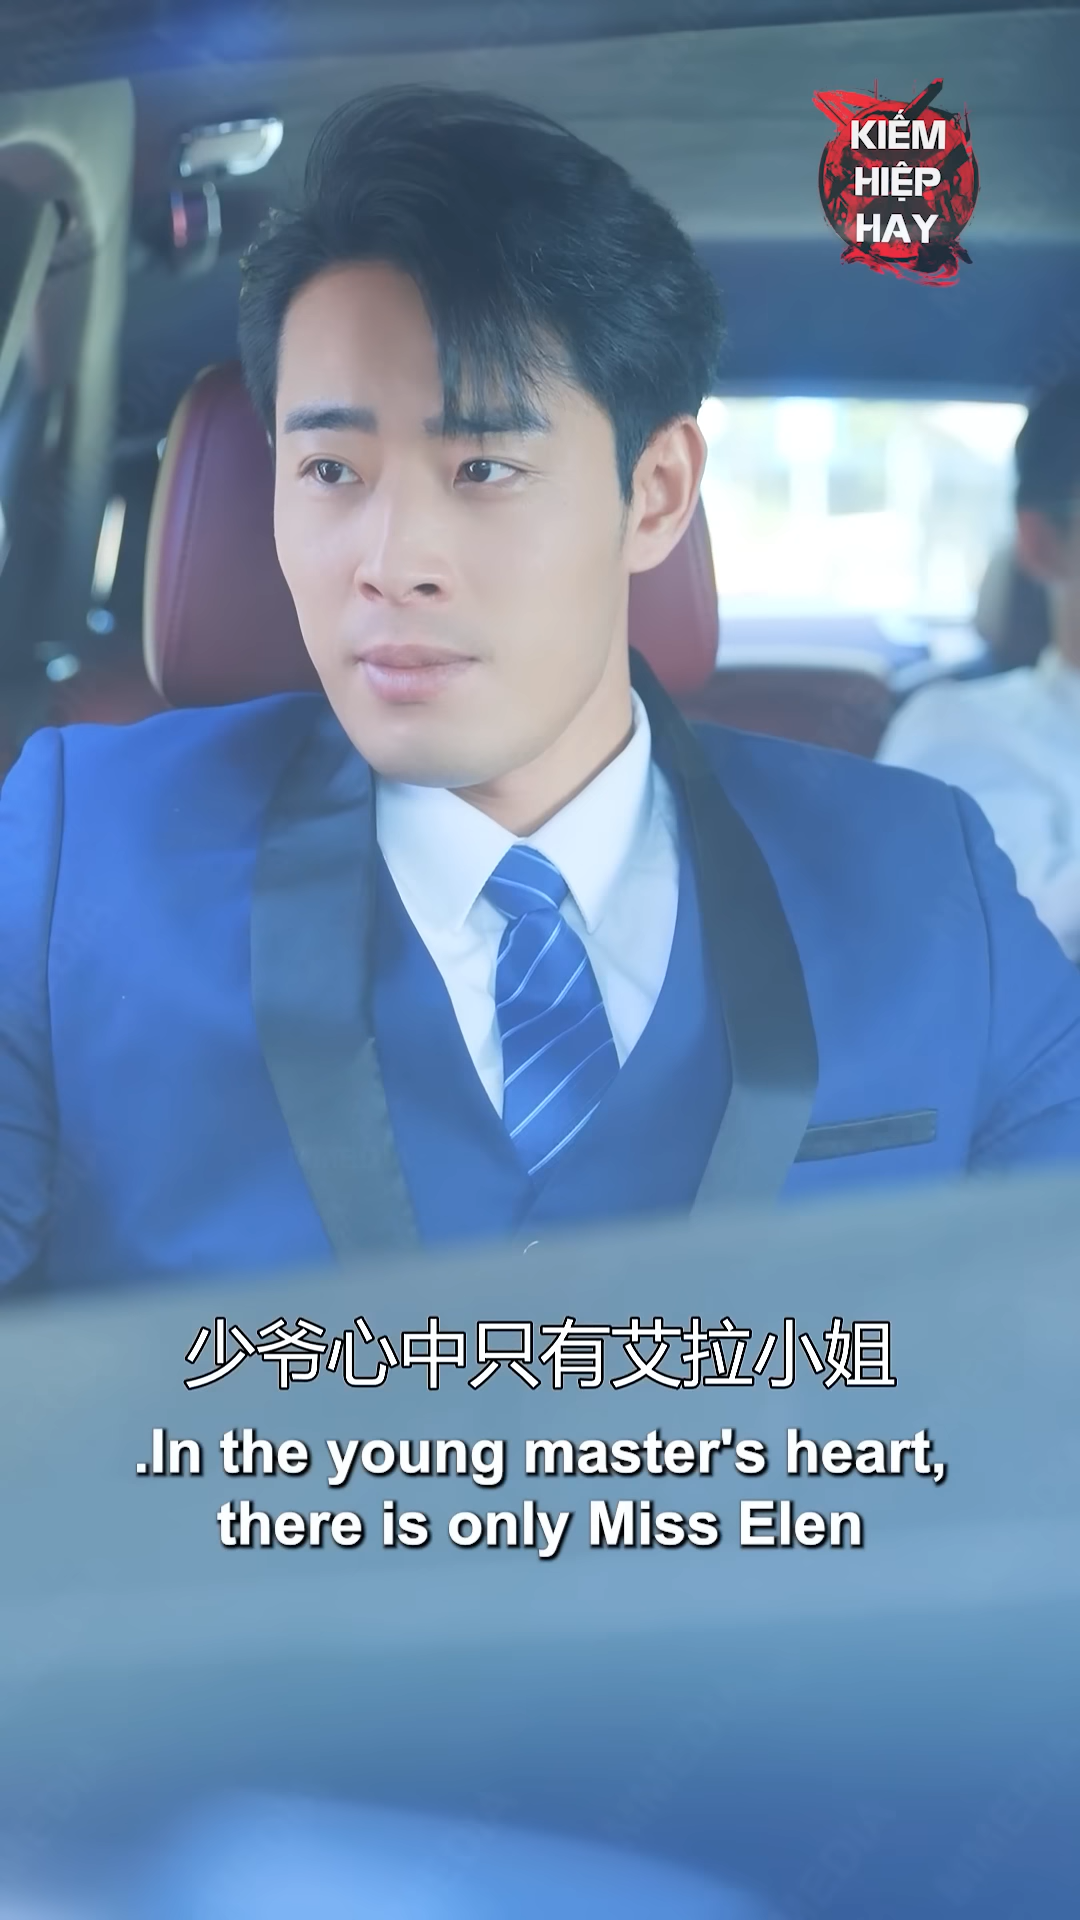 KIẾM
HIỆP
HAY
少爷心中只有艾拉小姐
.In the young master's heart,
there is only Miss Elen